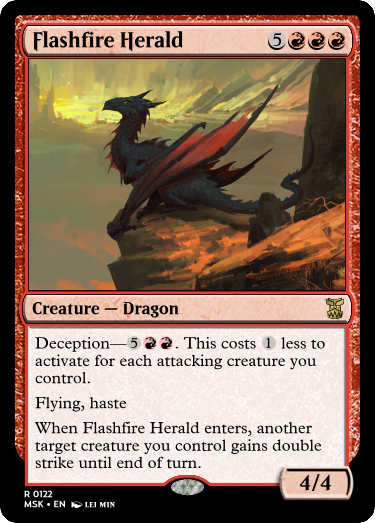 Flashfire Herald 5
Creature — Dragon
Deception—5. This costs 1 less to
activate for each attacking creature you
control.
Flying, haste
When Flashfire Herald enters, another
target creature you control gains double
strike until end of turn.
4/4
R 0122
MSK • EN LEI MIN